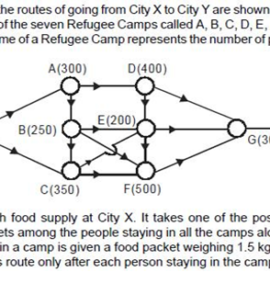 the routes of going from City X to City Y are shown
of the seven Refugee Camps called A, B, C, D, E,
me of a Refugee Camp represents the number of
A(300) D(400)
B(250) E(200)
G(3
C(350) F(500)
h food supply at City X. It takes one of the
ets among the people staying in all the camps
in a camp is given a food packet weighing 1.5 kg
route only after each person staying in the camp